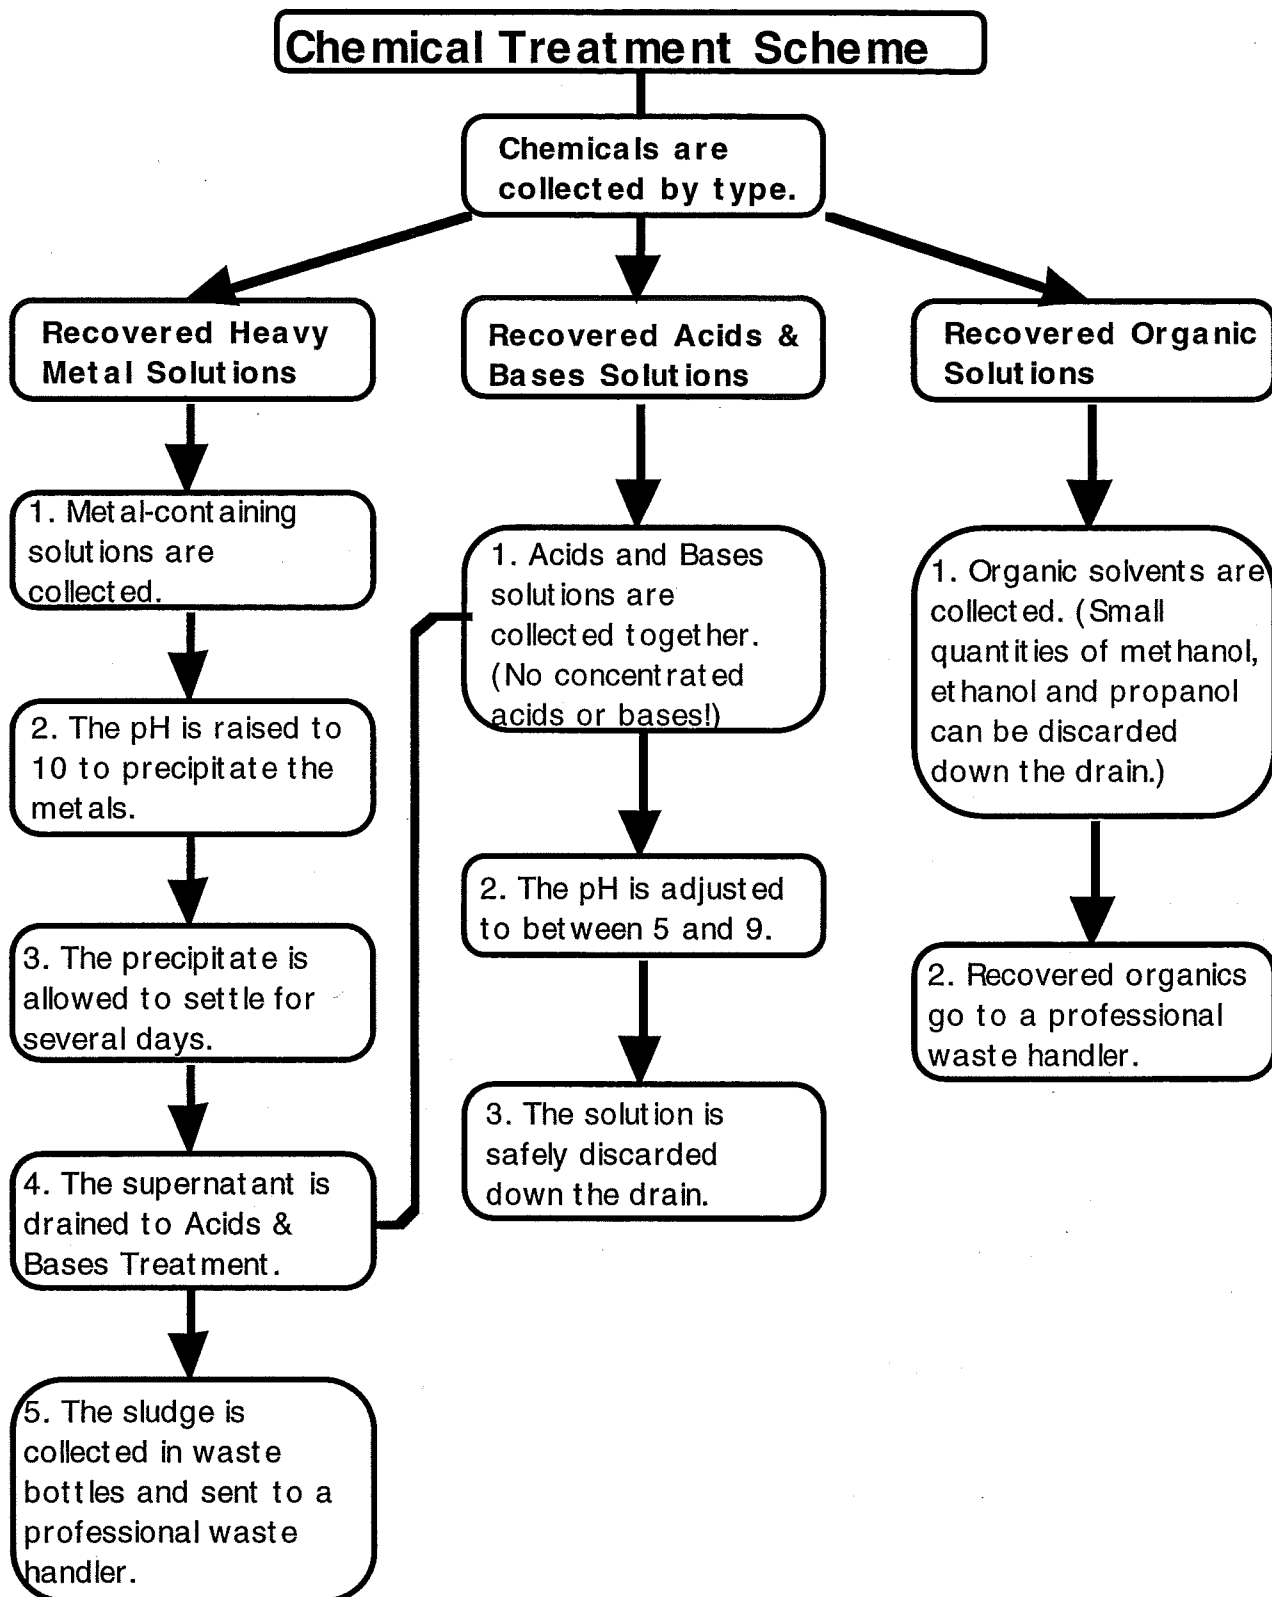 Chemical Treatment Scheme
Chemicals are
collected by type.
Recovered Heavy
Metal Solutions
1. Metal-containing
solutions are
collected.
2. The pH is raised to
10 to precipitate the
metals.
3. The precipitate is
allowed to settle for
several days.
4. The supernatant is
drained to Acids &
Bases Treatment.
5. The sludge is
collected in waste
bottles and sent to a
professional waste
handler.
Recovered Acids &
Bases Solutions
1. Acids and Bases
solutions are
collected together.
(No concentrated
acids or bases!)
2. The pH is adjusted
to between 5 and 9.
3. The solution is
safely discarded
down the drain.
Recovered Organic
Solutions
1. Organic solvents are
collected. (Small
quantities of methanol,
ethanol and propanol
can be discarded
down the drain.)
2. Recovered organics
go to a professional
waste handler.